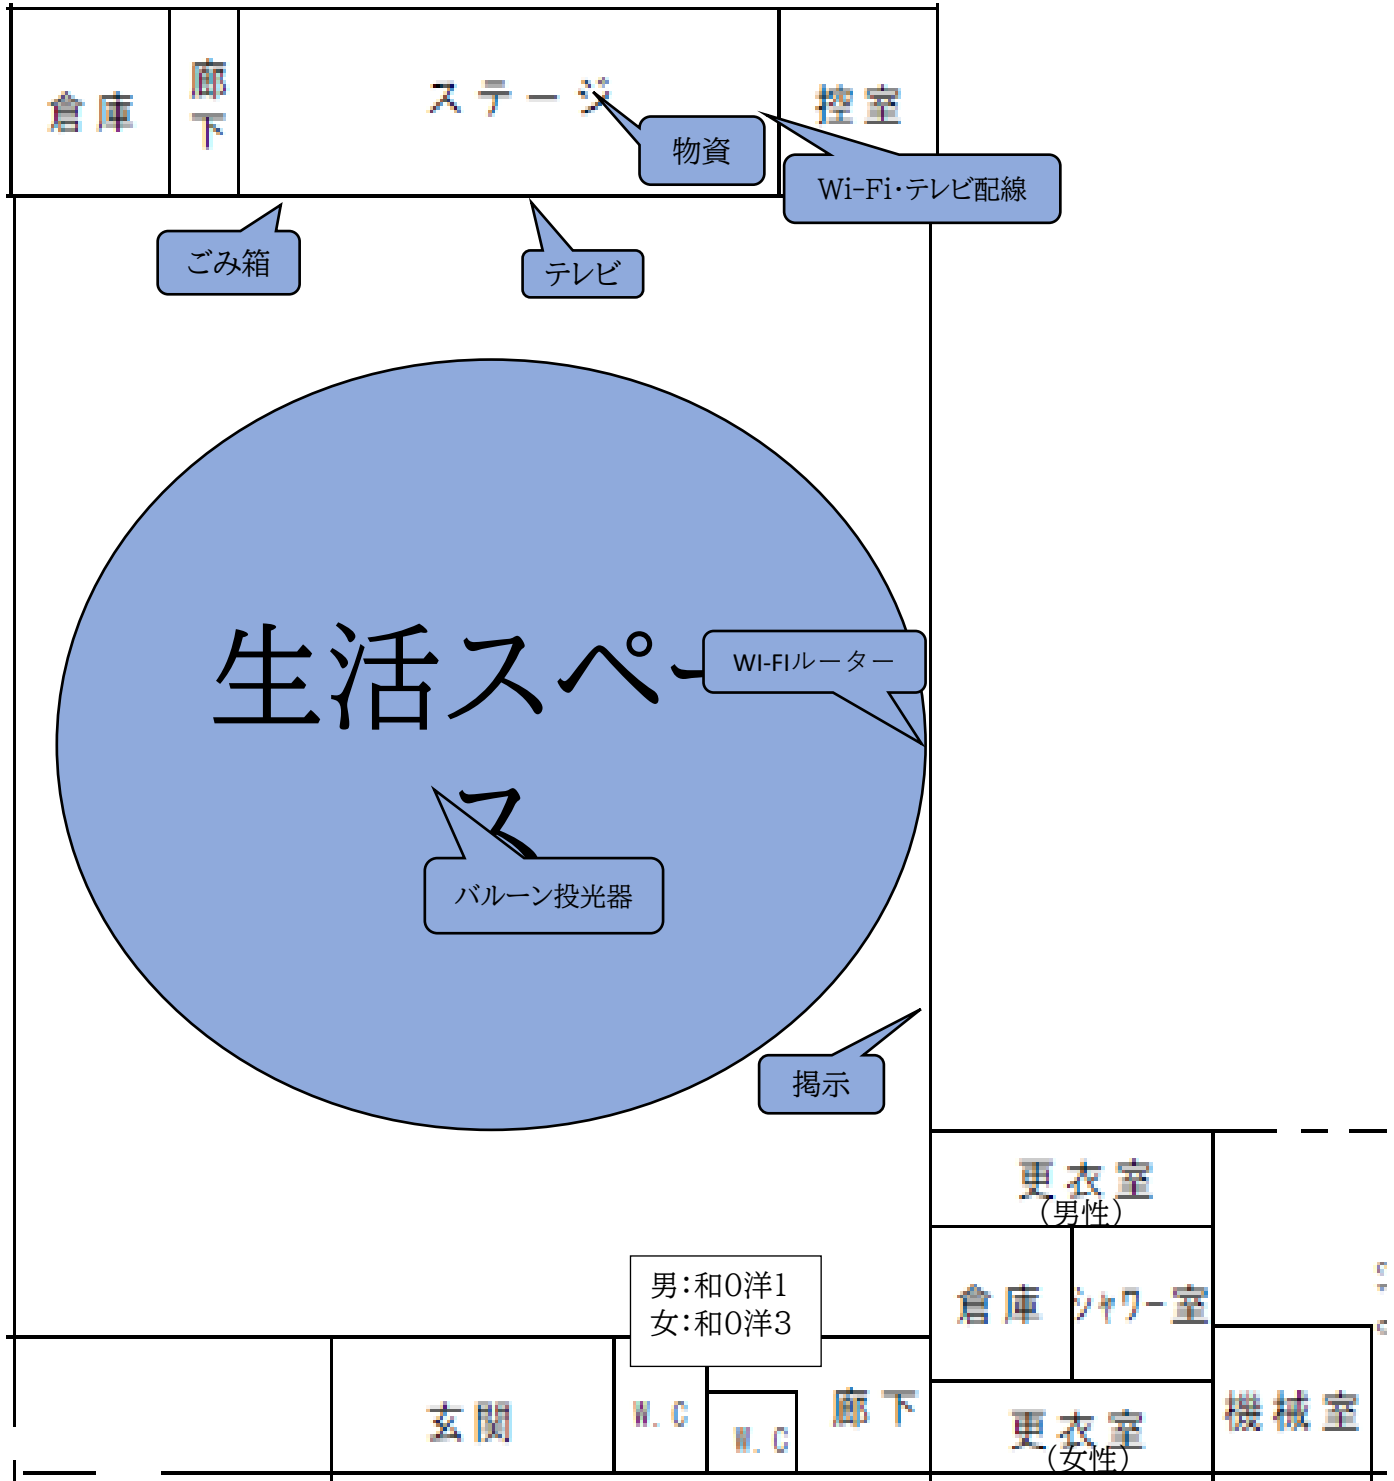 倉庫
廊下
ステージ
控室
物資
Wi-Fi・テレビ配線
ごみ箱
テレビ
生活スペー
ス
WI-FIルーター
バルーン投光器
掲示
更衣室
(男性)
男:和0洋1
女:和0洋3
倉庫
シャワー室
玄関
W.C
W.C
廊下
更衣室
(女性)
機械室